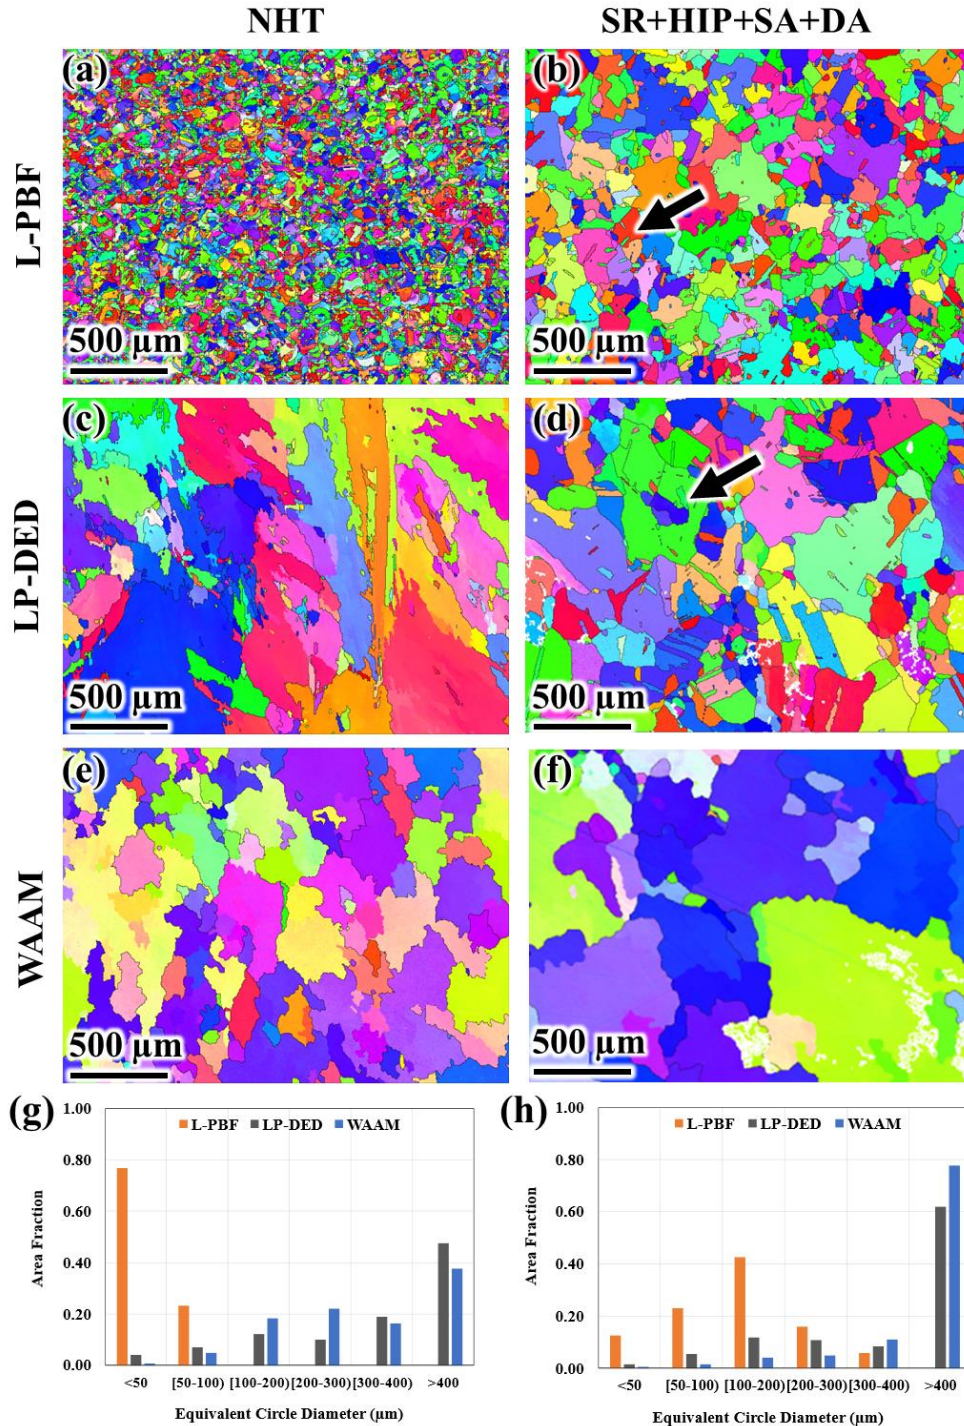 NHT
SR+HIP+SA+DA
L-PBF
(a)
500 µm
(b)
500 µm
LP-DED
(c)
500 µm
(d)
500 µm
WAAM
(e)
500 µm
(f)
500 µm
(g)
L-PBF LP-DED WAAM
Area Fraction
1.00
0.80
0.60
0.40
0.20
0.00
<50 [50-100) [100-200) [200-300) [300-400) >400
Equivalent Circle Diameter (µm)
(h)
L-PBF LP-DED WAAM
Area Fraction
1.00
0.80
0.60
0.40
0.20
0.00
<50 [50-100) [100-200) [200-300) [300-400) >400
Equivalent Circle Diameter (µm)